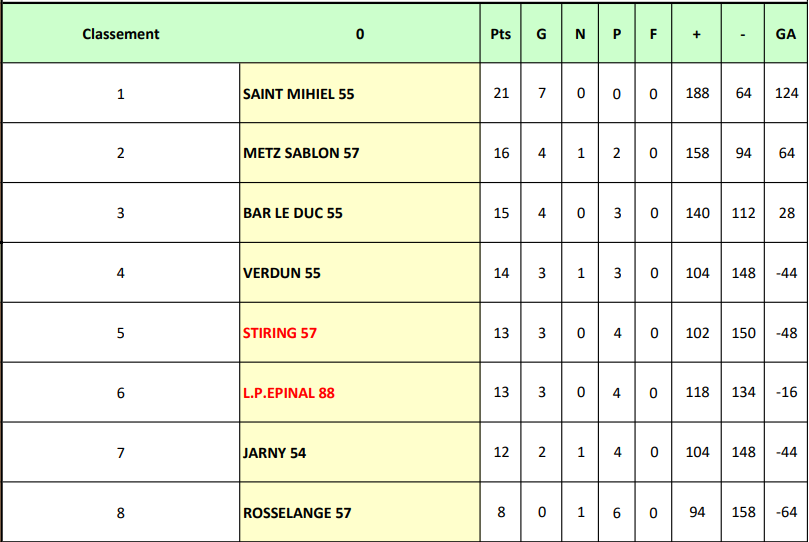 Classement 0 Pts G N P F + - GA
1 SAINT MIHIEL 55 21 7 0 0 0 188 64 124
2 METZ SABLON 57 16 4 1 2 0 158 94 64
3 BAR LE DUC 55 15 4 0 3 0 140 112 28
4 VERDUN 55 14 3 1 3 0 104 148 -44
5 STIRING 57 13 3 0 4 0 102 150 -48
6 L.P.EPINAL 88 13 3 0 4 0 118 134 -16
7 JARNY 54 12 2 1 4 0 104 148 -44
8 ROSSELANGE 57 8 0 1 6 0 94 158 -64